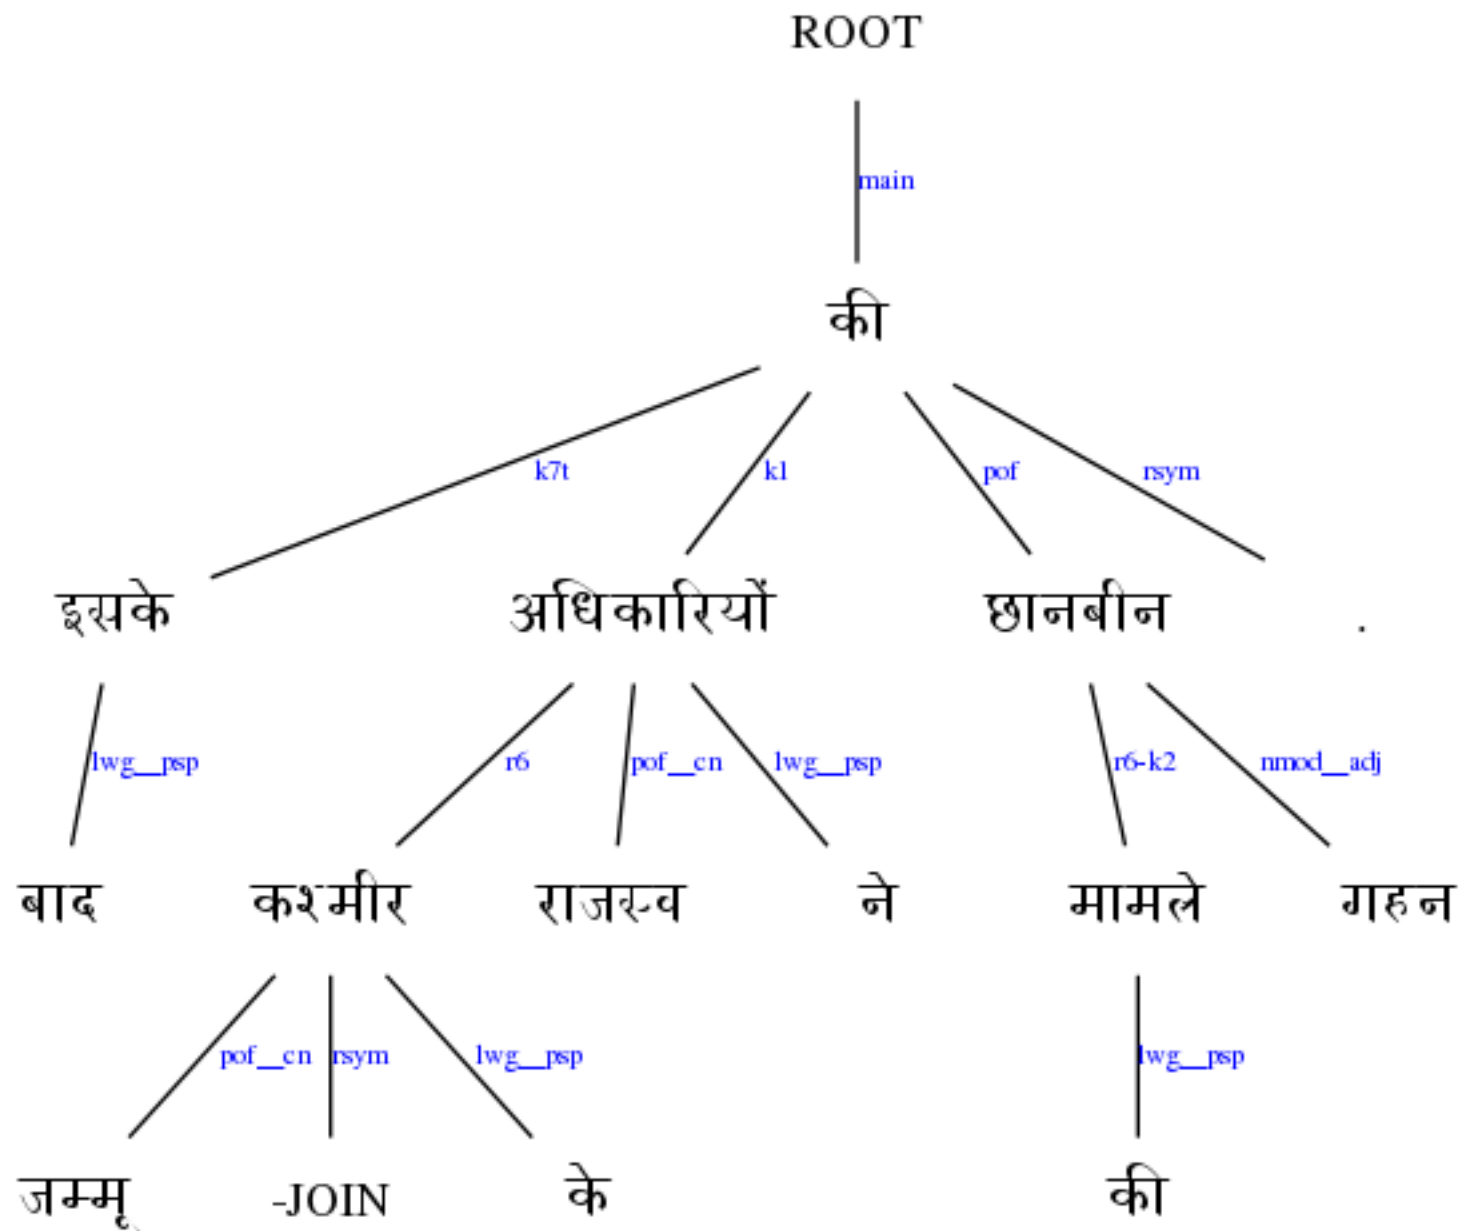 ROOT
main
की
k7t k1 pof rsym
इसके अधिकारियों छानबीन .
lwg__psp r6 pof__cn lwg__psp r6-k2 nmod__adj
बाद कश्मीर राजस्व ने मामले गहन
pof__cn rsym lwg__psp lwg__psp
जम्मू -JOIN के की